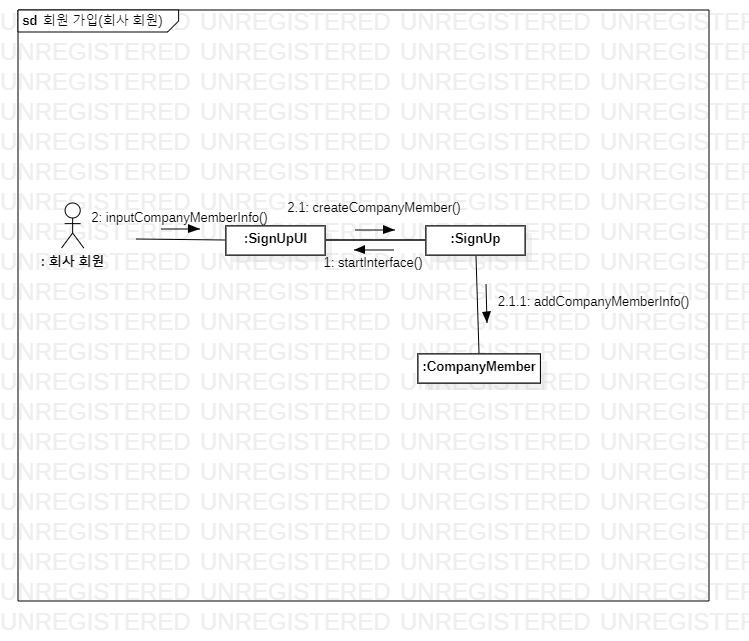 sd 회원 가입(회사 회원)
2.1: createCompanyMember()
2: inputCompanyMemberInfo()
:SignUpUI
:SignUp
: 회사 회원
1: startInterface()
2.1.1: addCompanyMemberInfo()
:CompanyMember
UNREGISTERED UNREGISTERED UNREGISTERED UNREGISTERED